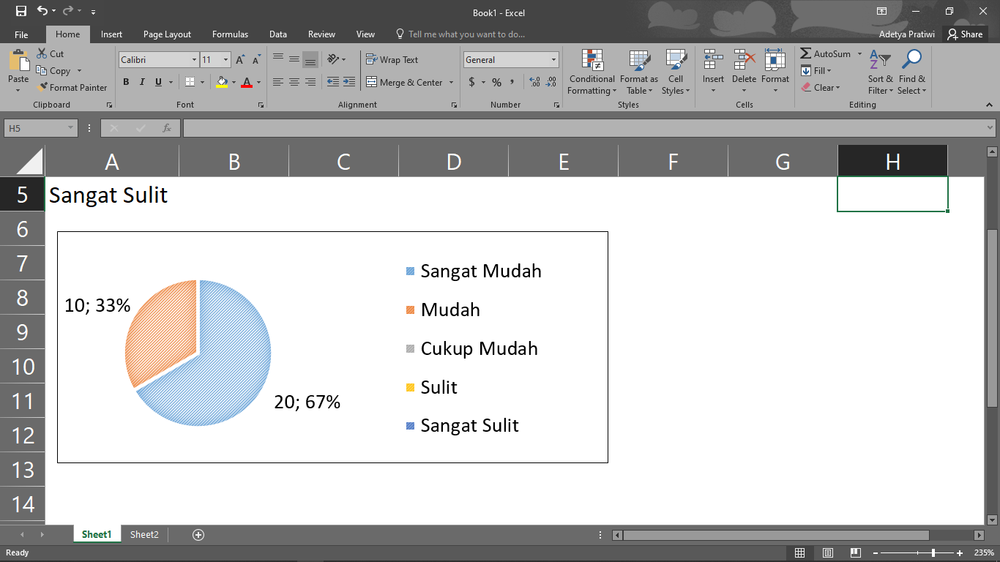 Book1 - Excel
File Home Insert Page Layout Formulas Data Review View Tell me what you want to do... Adetya Pratiwi Share
Paste
Cut
Copy
Format Painter
Clipboard
Calibri 11
B I U A
Font
Wrap Text
Merge & Center
Alignment
General
$ % ,
Number
Conditional Formatting
Format as Table
Cell Styles
Styles
Insert Delete Format
Cells
AutoSum
Fill
Clear
Sort & Filter
Find & Select
Editing
H5 fx
A B C D E F G H
5 Sangat Sulit
6
7
8
9
10
11
12
13
14
10; 33%
20; 67%
Sangat Mudah
Mudah
Cukup Mudah
Sulit
Sangat Sulit
Sheet1 Sheet2
Ready 235%